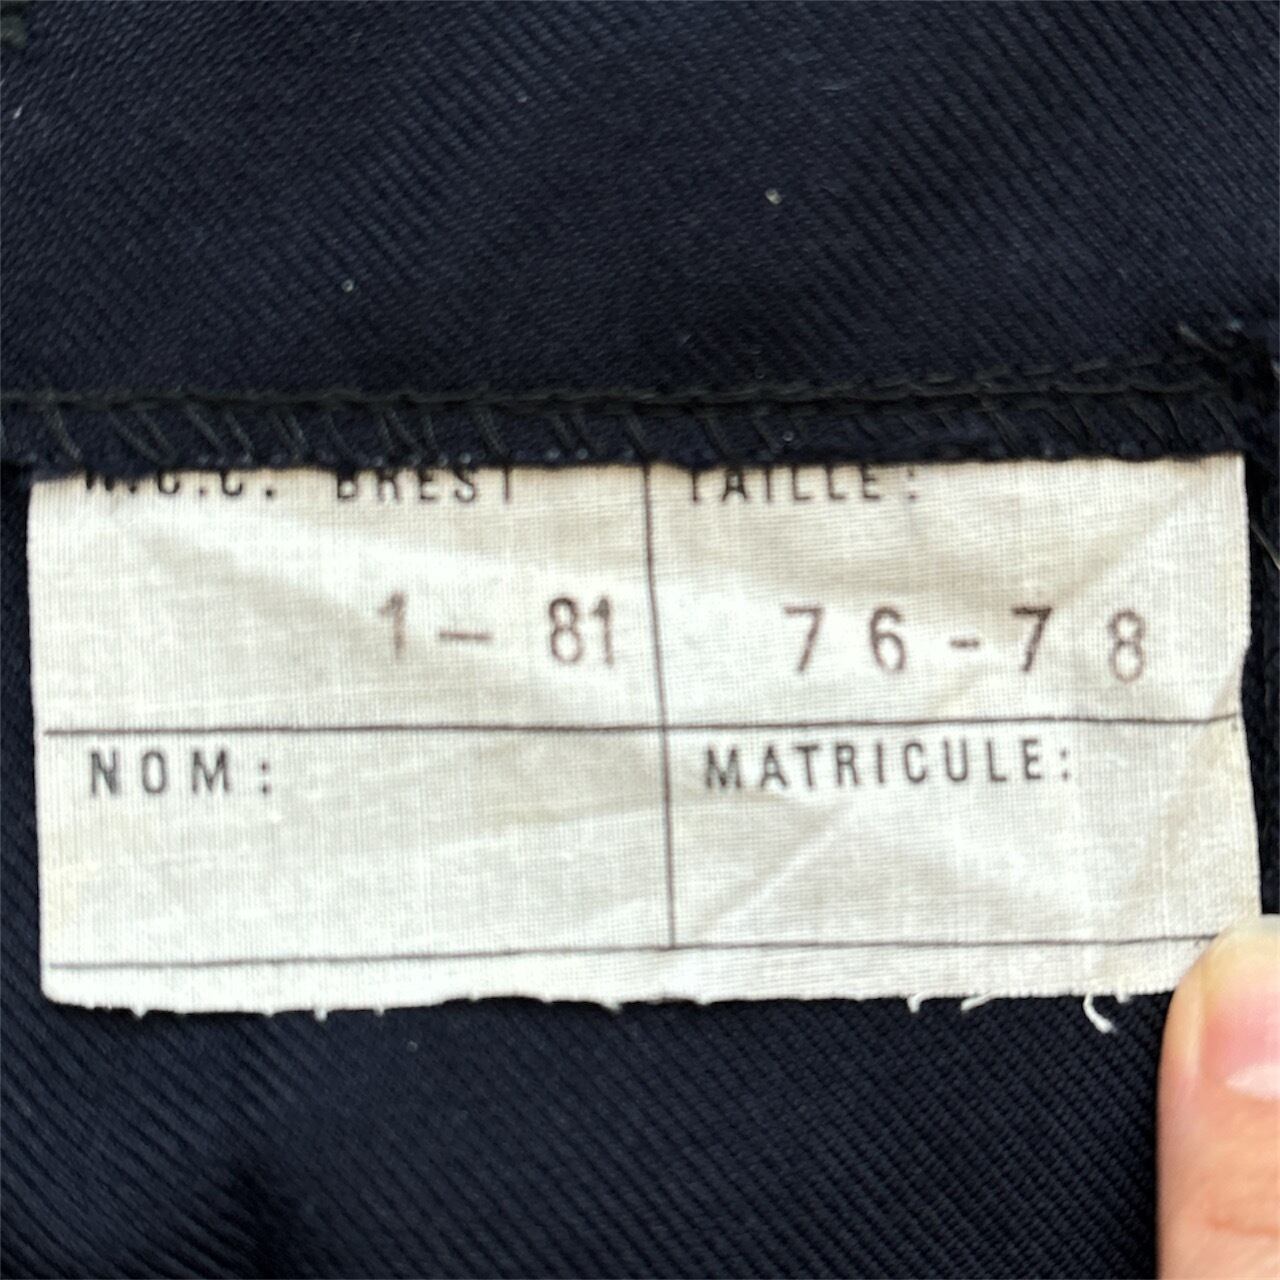 BREST TAILLE:
1 - 81 76-78
NOM: MATRICULE: